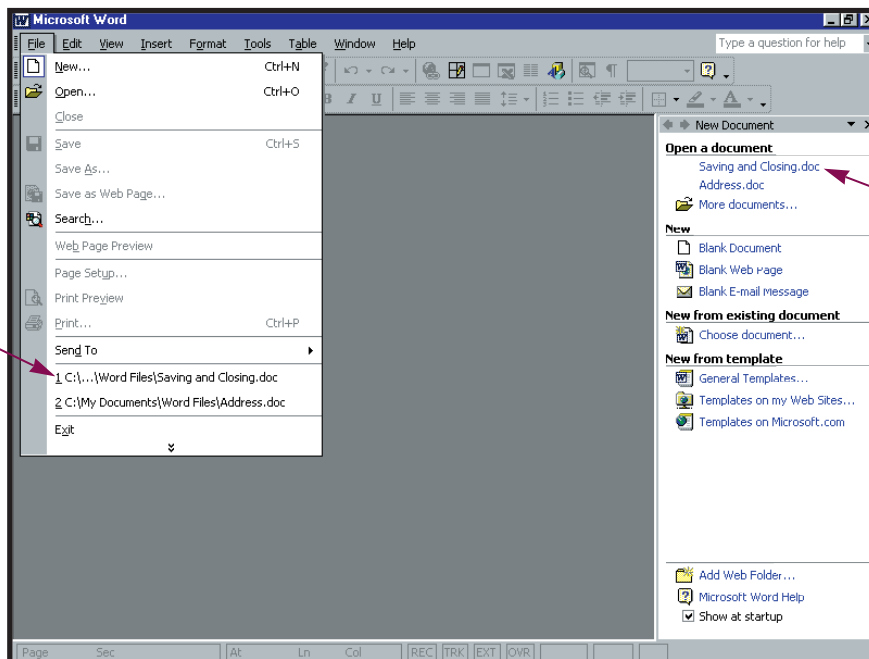 Microsoft Word
File Edit View Insert Format Tools Table Window Help
Type a question for help
New... Ctrl+N
Open... Ctrl+O
Close
Save Ctrl+S
Save As...
Save as Web Page...
Search...
Web Page Preview
Page Setup...
Print Preview
Print... Ctrl+P
Send To
1 C:\...\Word Files\Saving and Closing.doc
2 C:\My Documents\Word Files\Address.doc
Exit
B I U
New Document
Open a document
Saving and Closing.doc
Address.doc
More documents...
New
Blank Document
Blank Web Page
Blank E-mail Message
New from existing document
Choose document...
New from template
General Templates...
Templates on my Web Sites...
Templates on Microsoft.com
Add Web Folder...
Microsoft Word Help
Show at startup
Page Sec At Ln Col REC TRK EXT OVR